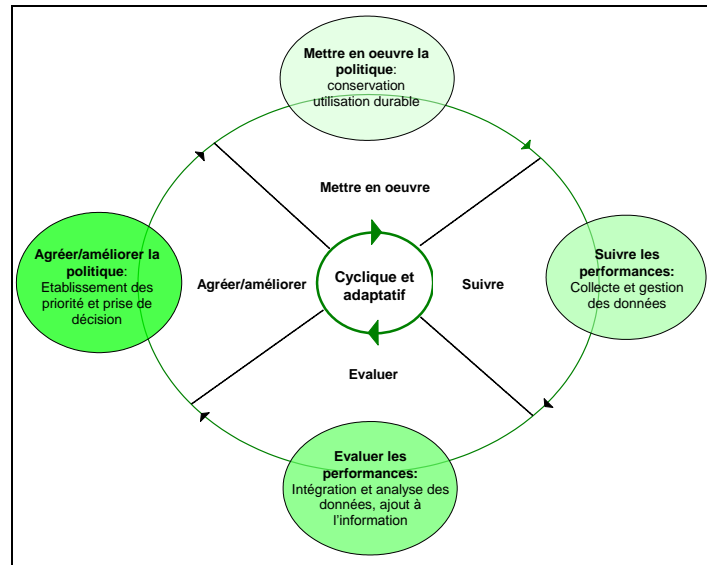 Mettre en oeuvre la
politique:
conservation
utilisation durable
Mettre en oeuvre
Agréer/améliorer la
politique:
Etablissement des
priorité et prise de
décision
Agréer/améliorer
Cyclique et
adaptatif
Suivre
Suivre les
performances:
Collecte et gestion
des données
Evaluer
Evaluer les
performances:
Intégration et analyse des
données, ajout à
l'information